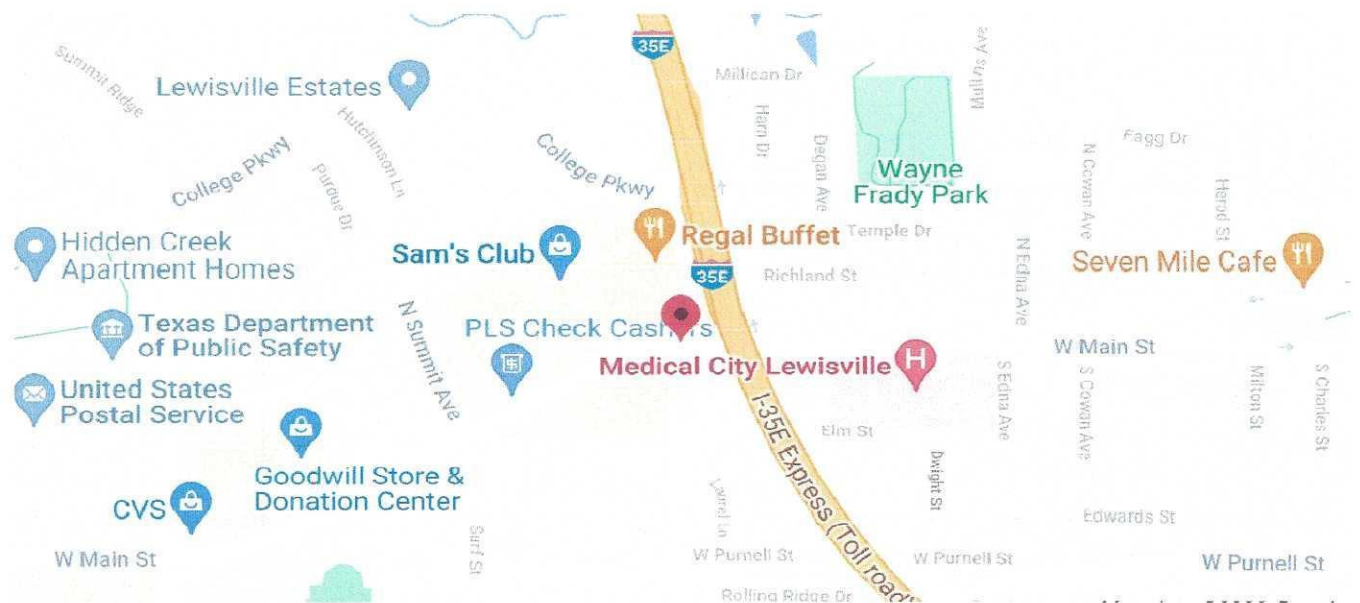 35E
Millican Dr
Mullins Ave
Summit Ridge
Lewisville Estates
Hutchinson Ln
College Pkwy
College Pkwy
Purdue Dr
Harn Dr
Degan Ave
Wayne
Frady Park
N Cowan Ave
Fagg Dr
Herod St
Hidden Creek
Apartment Homes
Sam's Club
Regal Buffet
Temple Dr
35E
Richland St
N Edna Ave
Seven Mile Cafe
Texas Department
of Public Safety
N Summit Ave
PLS Check Cashers
W Main St
Medical City Lewisville
H
United States
Postal Service
S Edna Ave
S Cowan Ave
Milton St
S Charles St
I-35E Express (Toll road)
Elm St
Dwight St
Goodwill Store &
Donation Center
CVS
Laurel Ln
Edwards St
W Main St
Surf St
W Purnell St
W Purnell St
W Purnell St
Rolling Ridge Dr